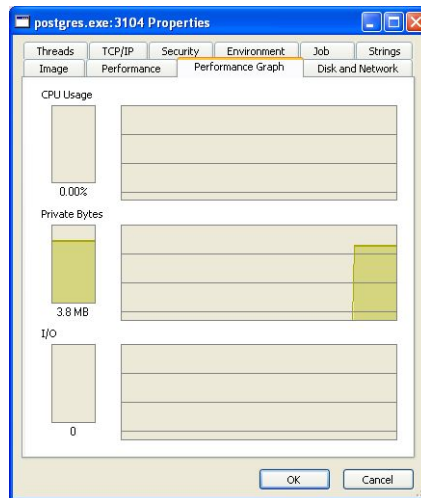 postgres.exe:3104 Properties
Threads TCP/IP Security Environment Job Strings
Image Performance Performance Graph Disk and Network
CPU Usage
0.00%
Private Bytes
3.8 MB
I/O
0
OK Cancel